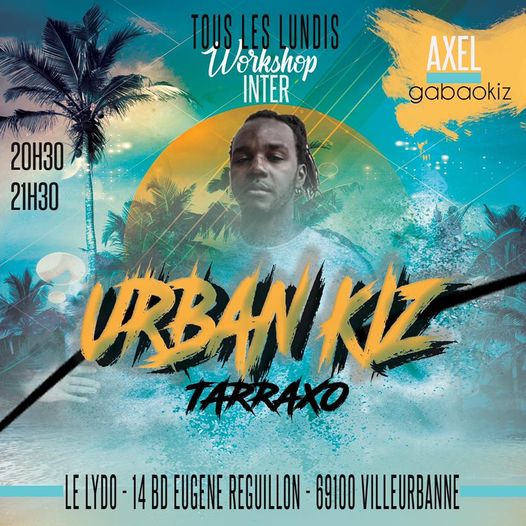 TOUS LES LUNDIS
Workshop
INTER
AXEL
gabaokiz
20H30
21H30
URBAN KIZ
TARRAXO
LE LYDO - 14 BD EUGENE REGUILLON - 69100 VILLEURBANNE